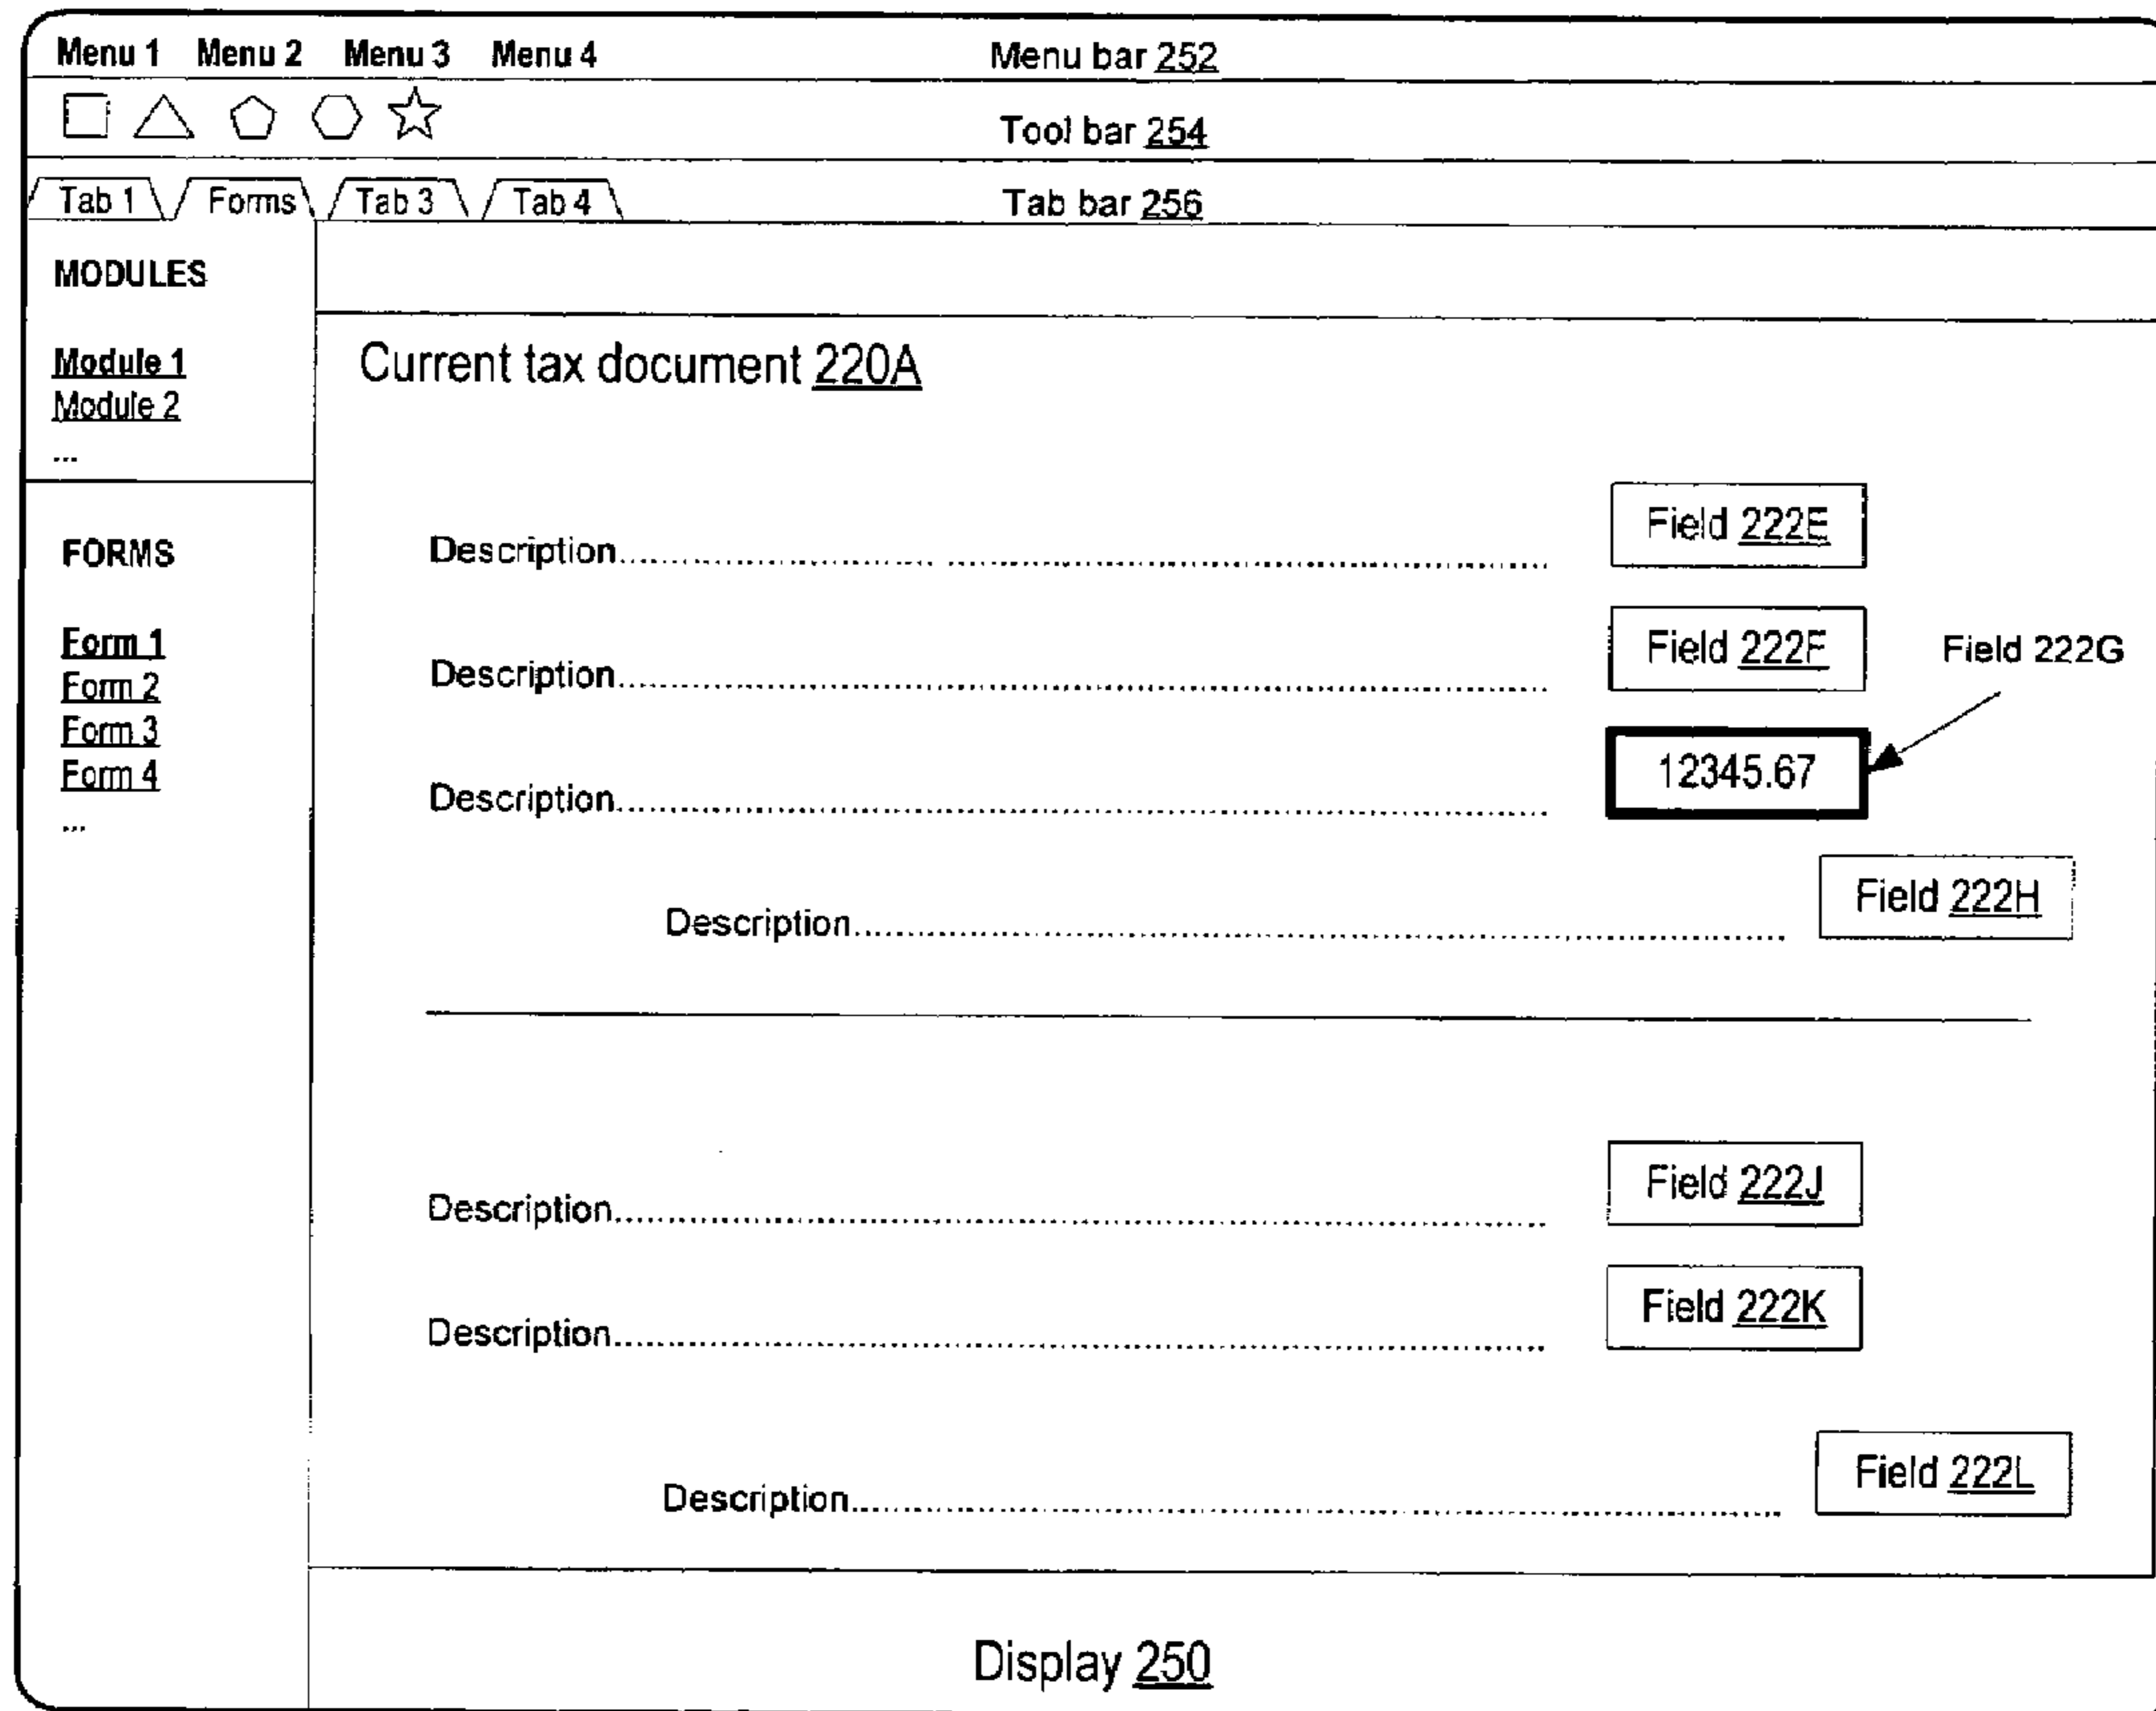 Menu 1 Menu 2 Menu 3 Menu 4 Menu bar 252
Tool bar 254
Tab 1 Forms Tab 3 Tab 4 Tab bar 256
MODULES
Module 1
Module 2
...
Current tax document 220A
FORMS
Form 1
Form 2
Form 3
Form 4
...
Description.................... Field 222E
Description.................... Field 222F
Field 222G
Description.................... 12345.67
Description.................... Field 222H
Description.................... Field 222J
Description.................... Field 222K
Description.................... Field 222L
Display 250